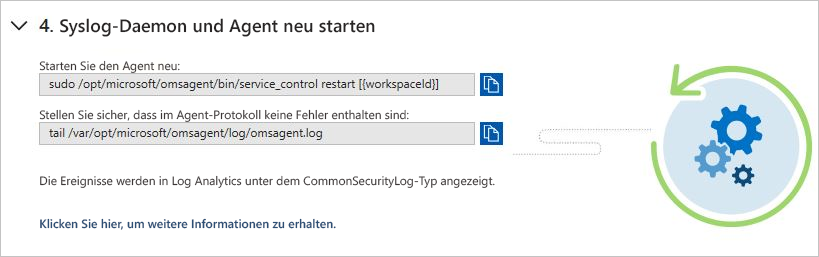 4. Syslog-Daemon und Agent neu starten
Starten Sie den Agent neu:
sudo /opt/microsoft/omsagent/bin/service_control restart [{workspaceId}]
Stellen Sie sicher, dass im Agent-Protokoll keine Fehler enthalten sind:
tail /var/opt/microsoft/omsagent/log/omsagent.log
Die Ereignisse werden in Log Analytics unter dem CommonSecurityLog-Typ angezeigt.
Klicken Sie hier, um weitere Informationen zu erhalten.